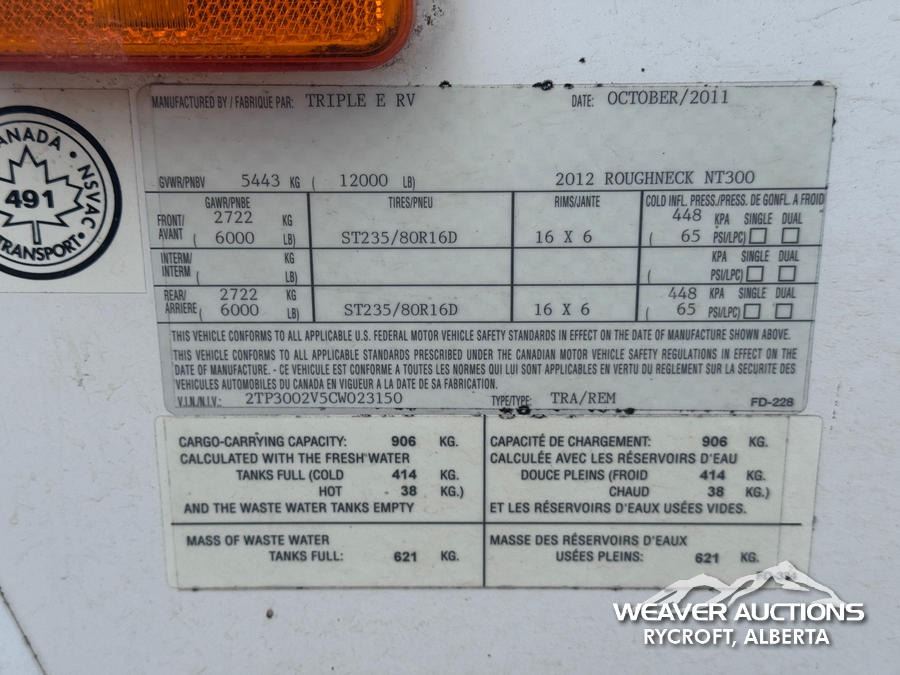 CANADA · NSVAC · TRANSPORT ·
491
MANUFACTURED BY / FABRIQUE PAR: TRIPLE E RV DATE: OCTOBER/2011
GVWR/PNBV 5443 KG ( 12000 LB) 2012 ROUGHNECK NT300
GAWR/PNBE TIRES/PNEU RIMS/JANTE COLD INFL. PRESS./PRESS. DE GONFL. A FROID
FRONT/ 2722 KG 448 KPA SINGLE DUAL
AVANT ( 6000 LB) ST235/80R16D 16 X 6 ( 65 PSI/LPC)
INTERM/ KG KPA SINGLE DUAL
INTERM ( LB) ( PSI/LPC)
REAR/ 2722 KG 448 KPA SINGLE DUAL
ARRIERE ( 6000 LB) ST235/80R16D 16 X 6 ( 65 PSI/LPC)
THIS VEHICLE CONFORMS TO ALL APPLICABLE U.S. FEDERAL MOTOR VEHICLE SAFETY STANDARDS IN EFFECT ON THE DATE OF MANUFACTURE SHOWN ABOVE.
THIS VEHICLE CONFORMS TO ALL APPLICABLE STANDARDS PRESCRIBED UNDER THE CANADIAN MOTOR VEHICLE SAFETY REGULATIONS IN EFFECT ON THE
DATE OF MANUFACTURE. - CE VEHICULE EST CONFORME A TOUTES LES NORMES QUI LUI SONT APPLICABLES EN VERTU DU REGLEMENT SUR LA SECURITE DES
VEHICULES AUTOMOBILES DU CANADA EN VIGUEUR A LA DATE DE SA FABRICATION.
V.I.N./N.I.V.: 2TP3002V5CW023150 TYPE/TYPE: TRA/REM FD-228
CARGO-CARRYING CAPACITY: 906 KG.
CALCULATED WITH THE FRESH WATER
TANKS FULL (COLD 414 KG.
HOT 38 KG.)
AND THE WASTE WATER TANKS EMPTY
MASS OF WASTE WATER
TANKS FULL: 621 KG.
CAPACITÉ DE CHARGEMENT: 906 KG.
CALCULÉE AVEC LES RÉSERVOIRS D'EAU
DOUCE PLEINS (FROID 414 KG.
CHAUD 38 KG.)
ET LES RÉSERVOIRS D'EAUX USÉES VIDES.
MASSE DES RÉSERVOIRS D'EAUX
USÉES PLEINS: 621 KG.
WEAVER AUCTIONS
RYCROFT, ALBERTA